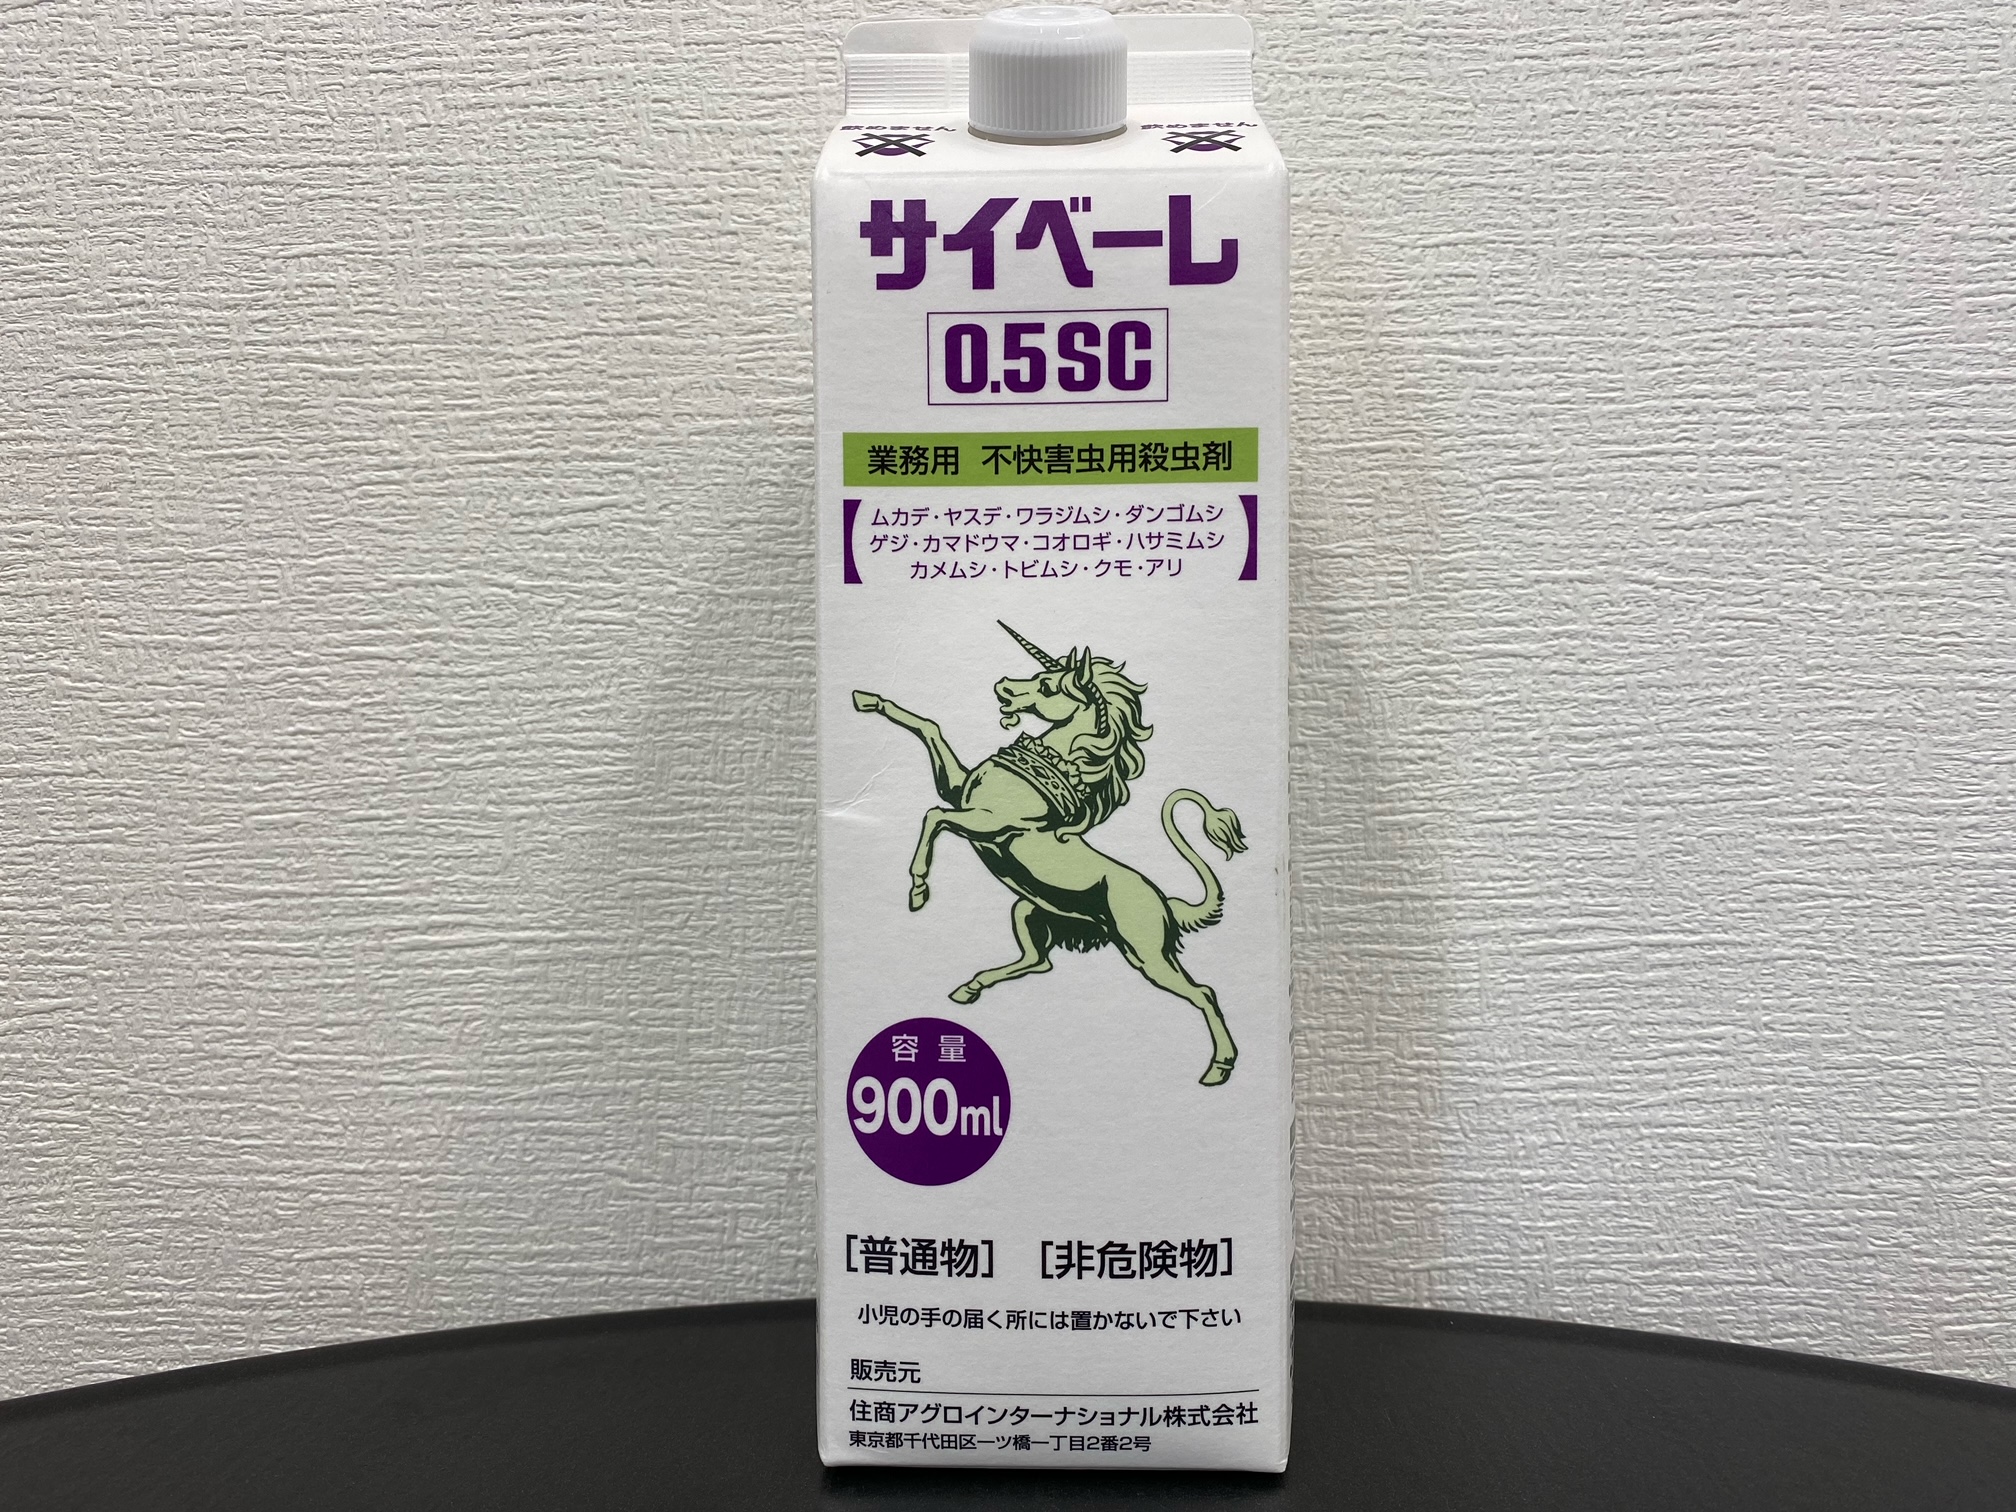 飲めません
飲めません
サイベーレ
0.5SC
業務用 不快害虫用殺虫剤
ムカデ・ヤスデ・ワラジムシ・ダンゴムシ
ゲジ・カマドウマ・コオロギ・ハサミムシ
カメムシ・トビムシ・クモ・アリ
容量
900ml
[普通物] [非危険物]
小児の手の届く所には置かないで下さい
販売元
住商アグロインターナショナル株式会社
東京都千代田区一ツ橋一丁目2番2号